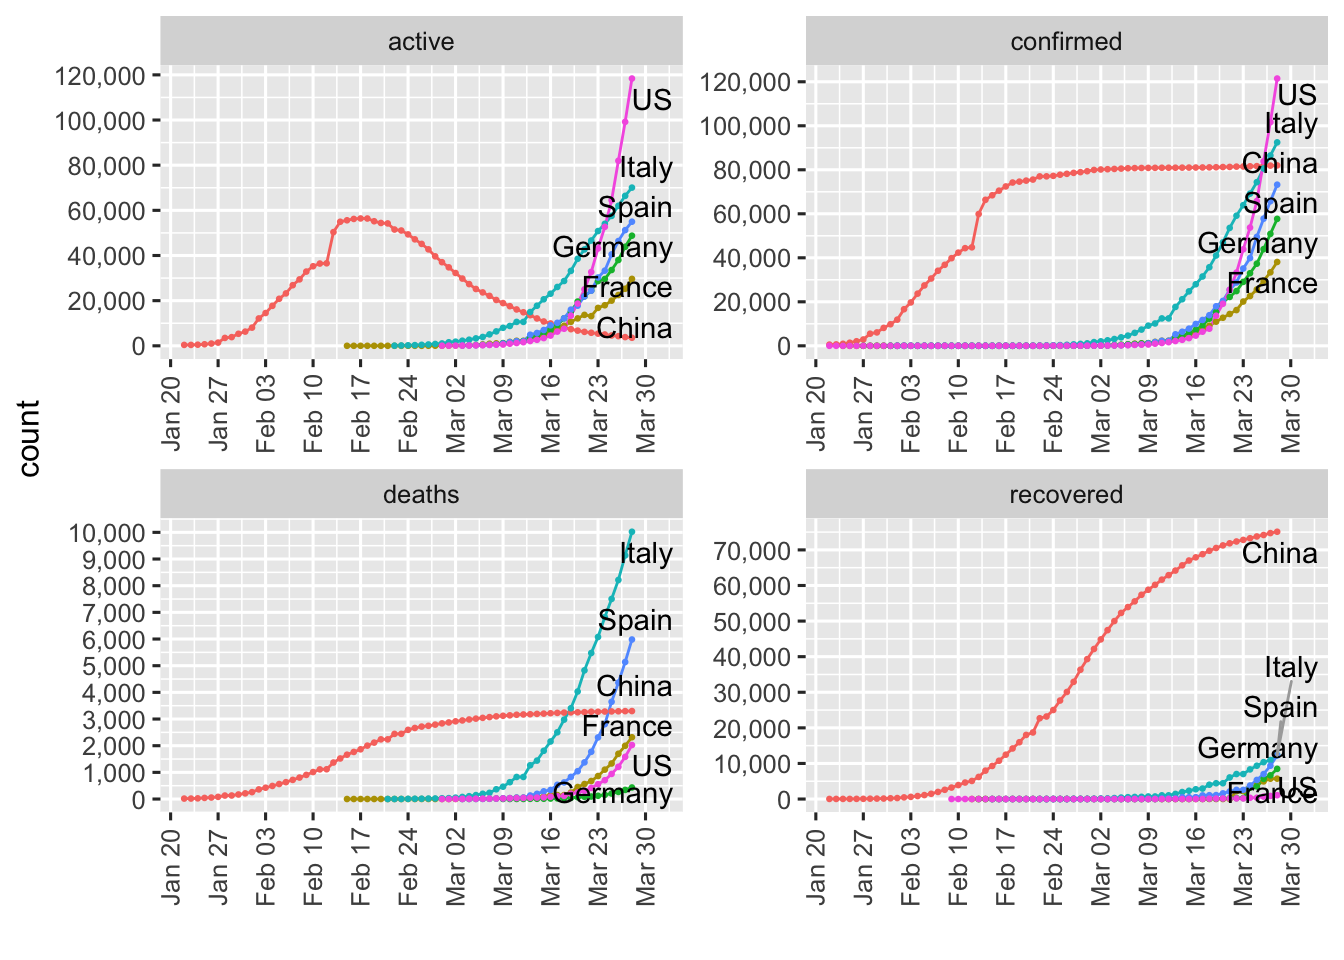 count
active
120,000
100,000
80,000
60,000
40,000
20,000
0
US
Italy
Spain
Germany
France
China
Jan 20
Jan 27
Feb 03
Feb 10
Feb 17
Feb 24
Mar 02
Mar 09
Mar 16
Mar 23
Mar 30
confirmed
120,000
100,000
80,000
60,000
40,000
20,000
0
US
Italy
China
Spain
Germany
France
Jan 20
Jan 27
Feb 03
Feb 10
Feb 17
Feb 24
Mar 02
Mar 09
Mar 16
Mar 23
Mar 30
deaths
10,000
9,000
8,000
7,000
6,000
5,000
4,000
3,000
2,000
1,000
0
Italy
Spain
China
France
US
Germany
Jan 20
Jan 27
Feb 03
Feb 10
Feb 17
Feb 24
Mar 02
Mar 09
Mar 16
Mar 23
Mar 30
recovered
70,000
60,000
50,000
40,000
30,000
20,000
10,000
0
China
Italy
Spain
Germany
US
France
Jan 20
Jan 27
Feb 03
Feb 10
Feb 17
Feb 24
Mar 02
Mar 09
Mar 16
Mar 23
Mar 30